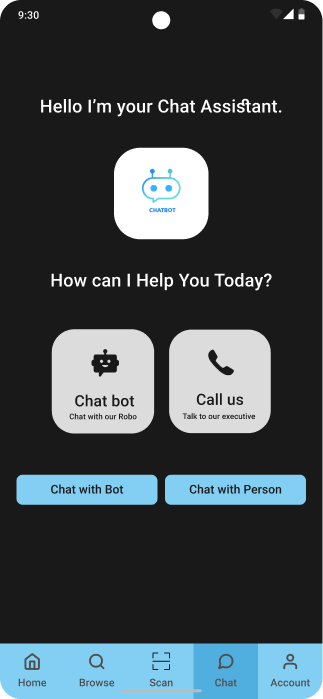 9:30
Hello I'm your Chat Assistant.
CHATBOT
How can I Help You Today?
Chat bot
Chat with our Robo
Call us
Talk to our executive
Chat with Bot
Chat with Person
Home
Browse
Scan
Chat
Account